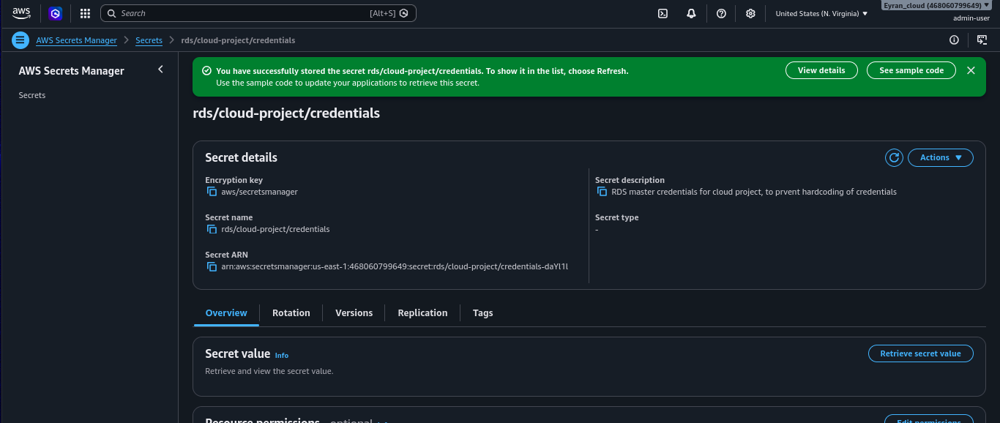 aws
Search
[Alt+S]
United States (N. Virginia)
Eyran_cloud (468060799649)
admin-user
AWS Secrets Manager
Secrets
rds/cloud-project/credentials
AWS Secrets Manager
Secrets
You have successfully stored the secret rds/cloud-project/credentials. To show it in the list, choose Refresh.
Use the sample code to update your applications to retrieve this secret.
View details
See sample code
rds/cloud-project/credentials
Secret details
Actions
Encryption key
aws/secretsmanager
Secret name
rds/cloud-project/credentials
Secret ARN
arn:aws:secretsmanager:us-east-1:468060799649:secret:rds/cloud-project/credentials-daYl1l
Secret description
RDS master credentials for cloud project, to prvent hardcoding of credentials
Secret type
-
Overview
Rotation
Versions
Replication
Tags
Secret value Info
Retrieve and view the secret value.
Retrieve secret value
Resource permissions - optional
Edit permissions